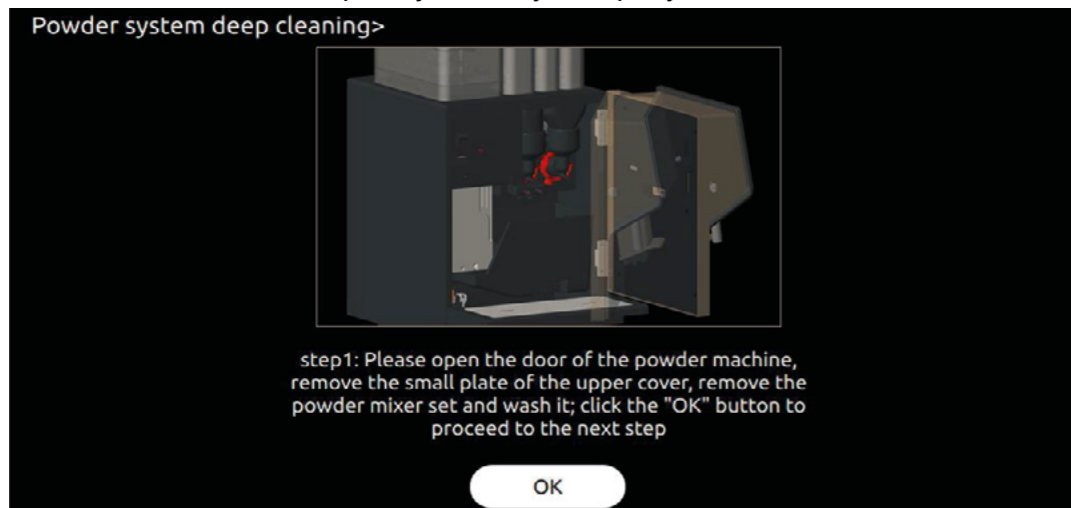 Powder system deep cleaning>
step1: Please open the door of the powder machine,
remove the small plate of the upper cover, remove the
powder mixer set and wash it; click the "OK" button to
proceed to the next step
OK